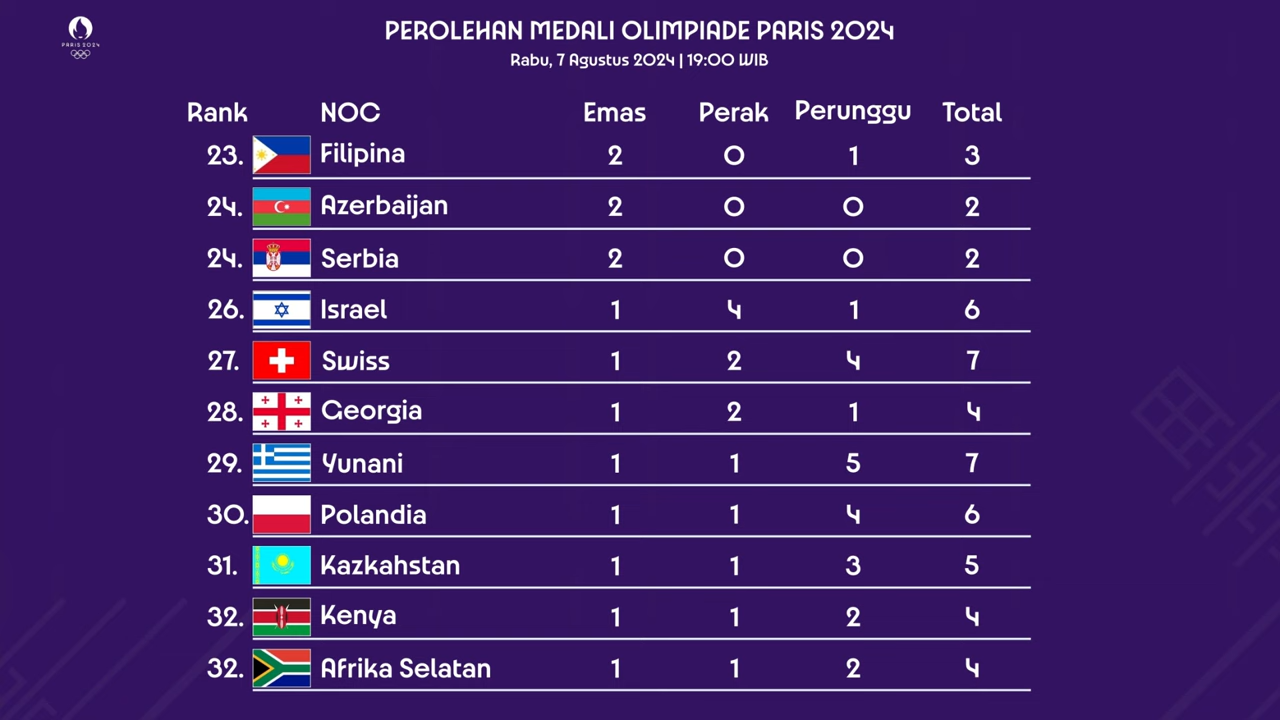 PARIS 2024
PEROLEHAN MEDALI OLIMPIADE PARIS 2024
Rabu, 7 Agustus 2024 | 19:00 WIB
Rank NOC Emas Perak Perunggu Total
23. Filipina 2 0 1 3
24. Azerbaijan 2 0 0 2
24. Serbia 2 0 0 2
26. Israel 1 4 1 6
27. Swiss 1 2 4 7
28. Georgia 1 2 1 4
29. Yunani 1 1 5 7
30. Polandia 1 1 4 6
31. Kazkahstan 1 1 3 5
32. Kenya 1 1 2 4
32. Afrika Selatan 1 1 2 4